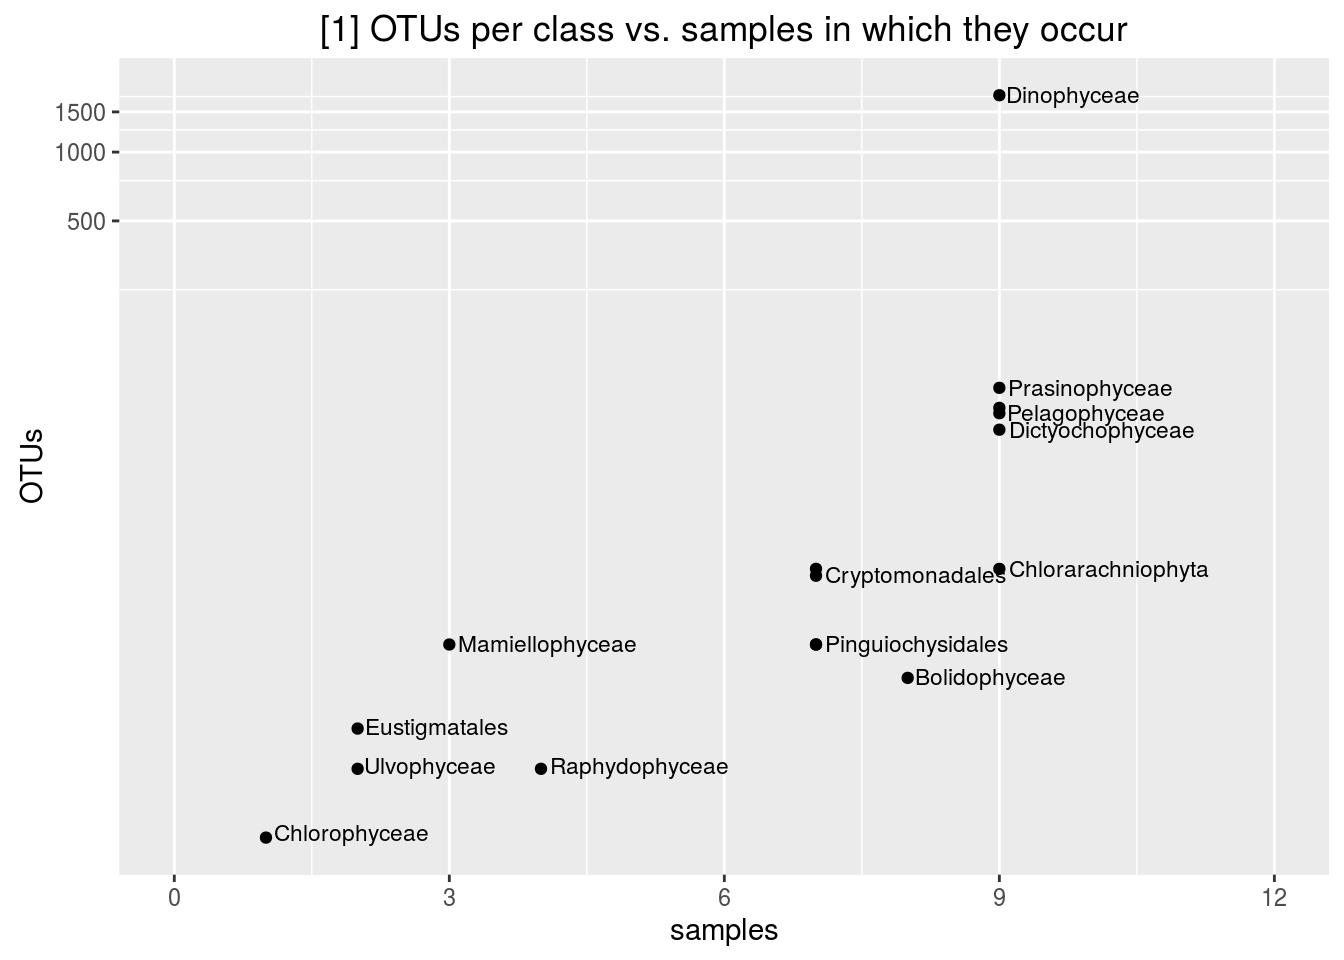 [1] OTUs per class vs. samples in which they occur
Dinophyceae
1500
1000
500
Prasinophyceae
Pelagophyceae
Dictyochophyceae
OTUs
Chlorarachniophyta
Cryptomonadales
Mamiellophyceae
Pinguiochysidales
Bolidophyceae
Eustigmatales
Ulvophyceae
Raphydophyceae
Chlorophyceae
0 3 6 9 12
samples